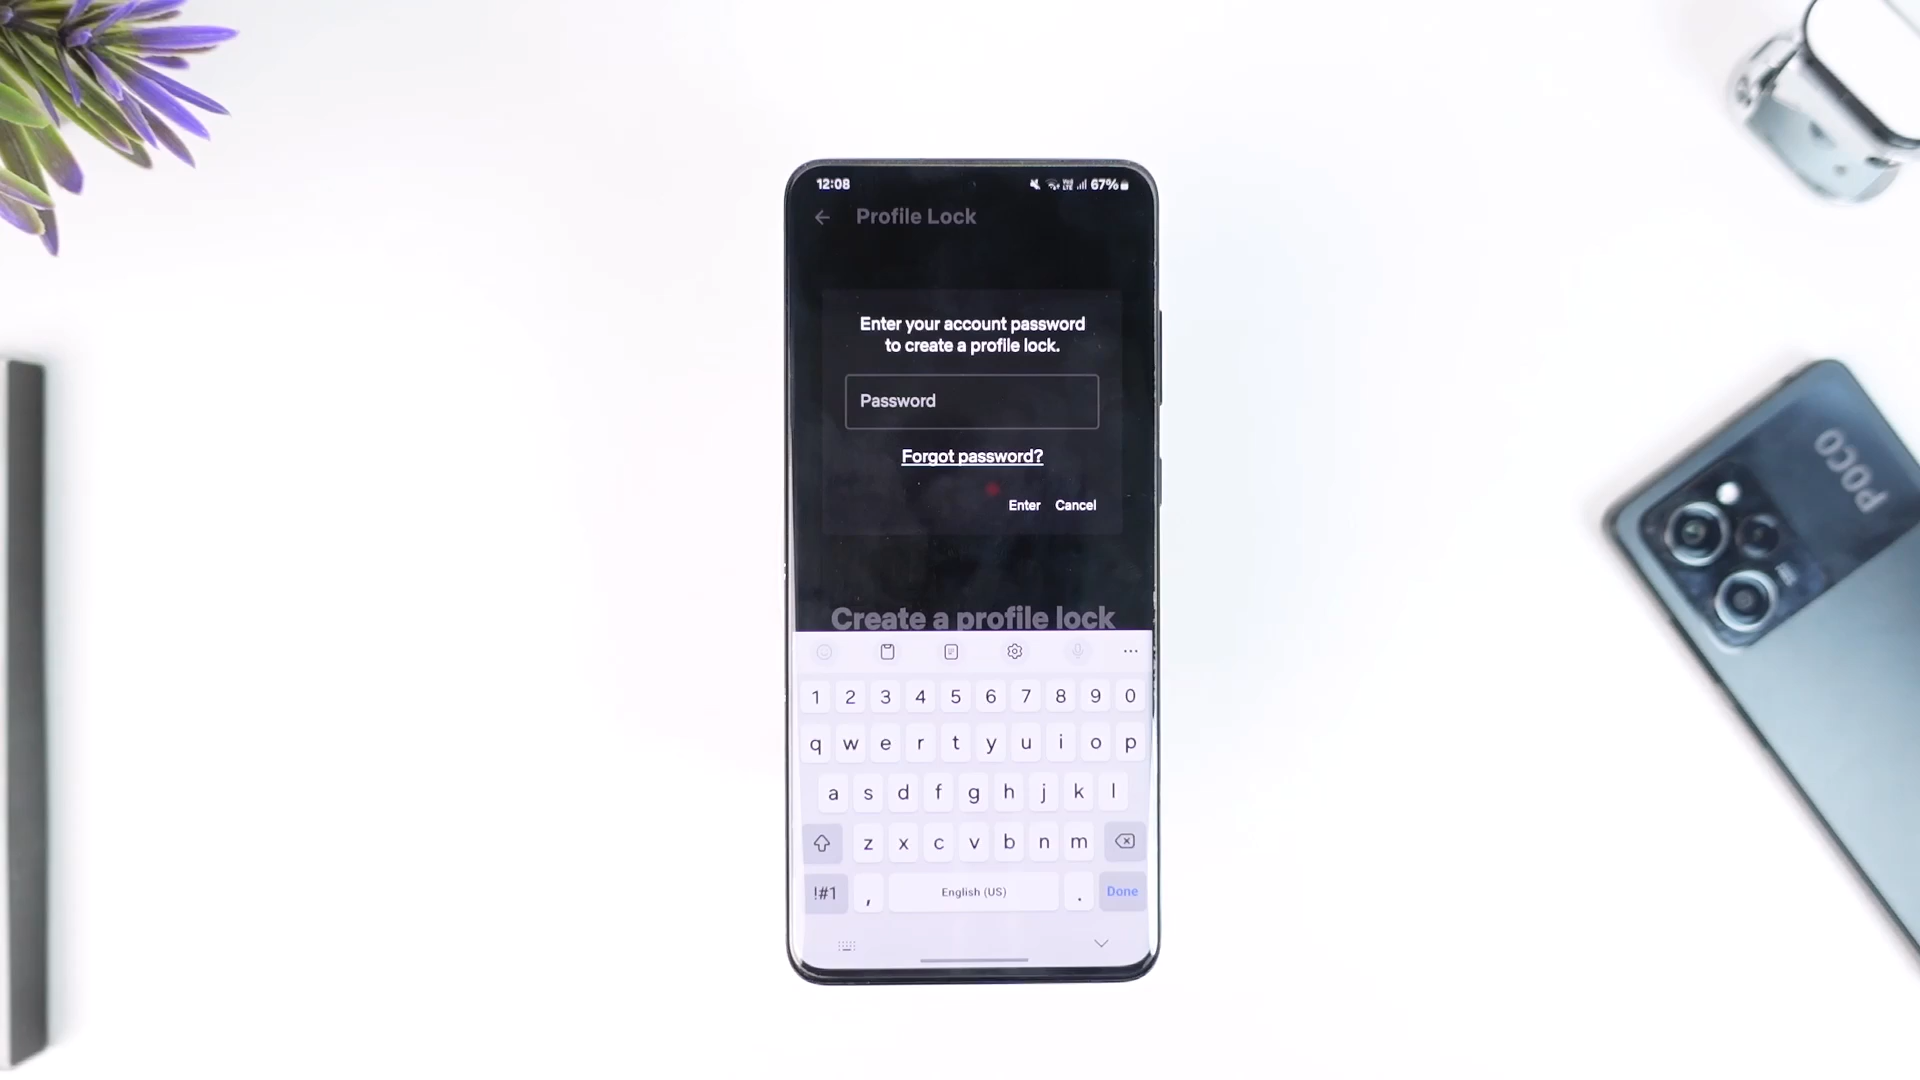 12:08 67%
Profile Lock
Enter your account password
to create a profile lock.
Password
Forgot password?
Enter Cancel
Create a profile lock
1 2 3 4 5 6 7 8 9 0
q w e r t y u i o p
a s d f g h j k l
z x c v b n m
!#1 , English (US) . Done
POCO